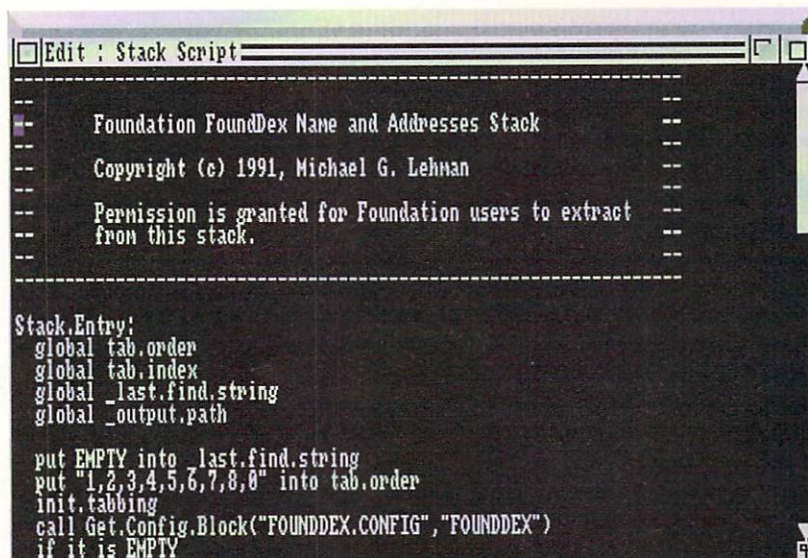 Edit : Stack Script
--------------------------------------------------------------------------------
-- --
-- Foundation FoundDex Name and Addresses Stack --
-- --
-- Copyright (c) 1991, Michael G. Lehman --
-- --
-- Permission is granted for Foundation users to extract --
-- from this stack. --
-- --
--------------------------------------------------------------------------------
Stack.Entry:
global tab.order
global tab.index
global _last.find.string
global _output.path
put EMPTY into _last.find.string
put "1,2,3,4,5,6,7,8,0" into tab.order
init.tabbing
call Get.Config.Block("FOUNDDEX.CONFIG","FOUNDDEX")
if it is EMPTY